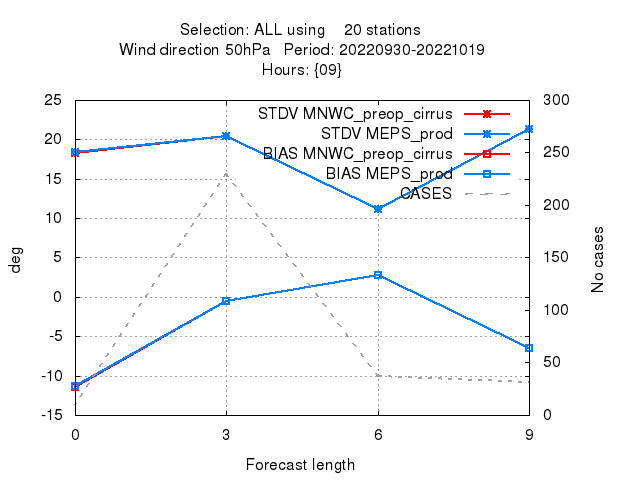 Selection: ALL using 20 stations
Wind direction 50hPa Period: 20220930-20221019
Hours: {09}
25 300
STDV MNWC_preop_cirrus
STDV MEPS_prod
20 250
BIAS MNWC_preop_cirrus
BIAS MEPS_prod
15
CASES
10 200
5 150
0
-5 100
-10 50
-15 0
deg
No cases
0 3 6 9
Forecast length